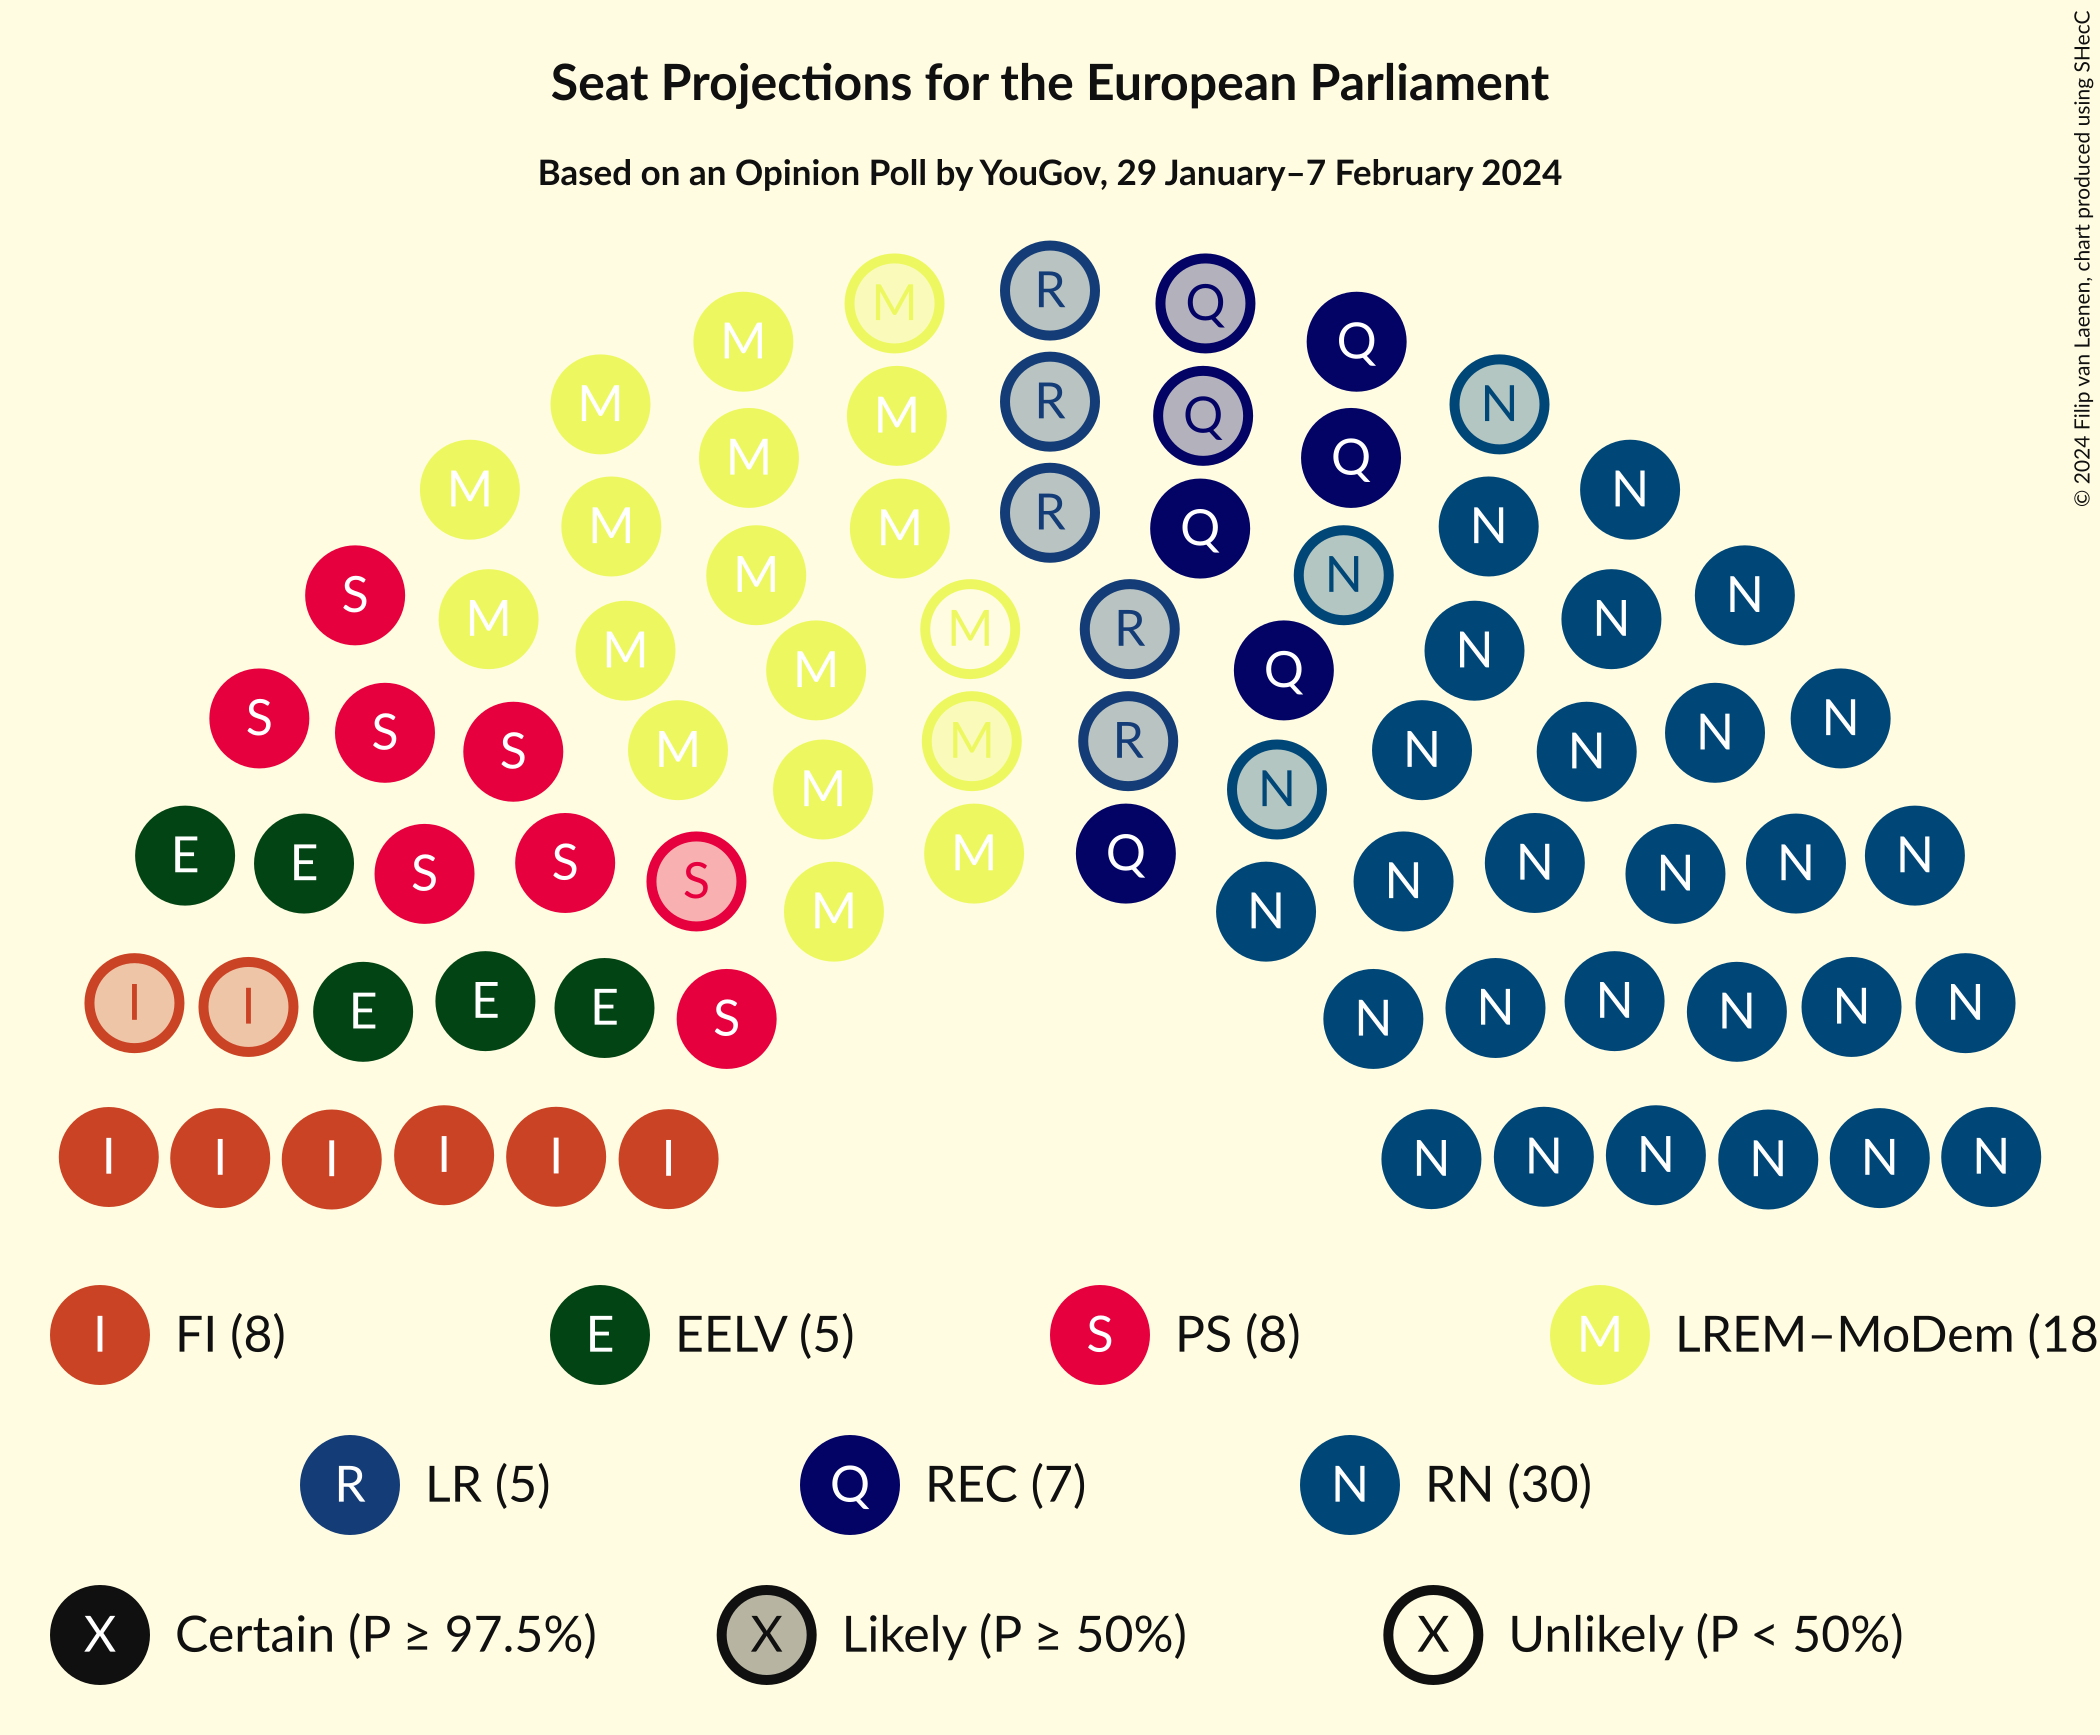 Seat Projections for the European Parliament
Based on an Opinion Poll by YouGov, 29 January–7 February 2024
© 2024 Filip van Laenen, chart produced using SHecC
R
M Q
M Q
R
M N
M Q
M M Q
R
M N
M N
M Q
M N
S N
M N
M R
M N
M N
M Q
S N
S N
S N
M N
M R
M N
E N
E N
S N
S N
S N
M Q
M N
I N
I N
E N
E N
E N
S N
I I I I I I N N N N N N
I FI (8) E EELV (5) S PS (8) M LREM–MoDem (18
R LR (5) Q REC (7) N RN (30)
X Certain (P ≥ 97.5%) X Likely (P ≥ 50%) X Unlikely (P < 50%)